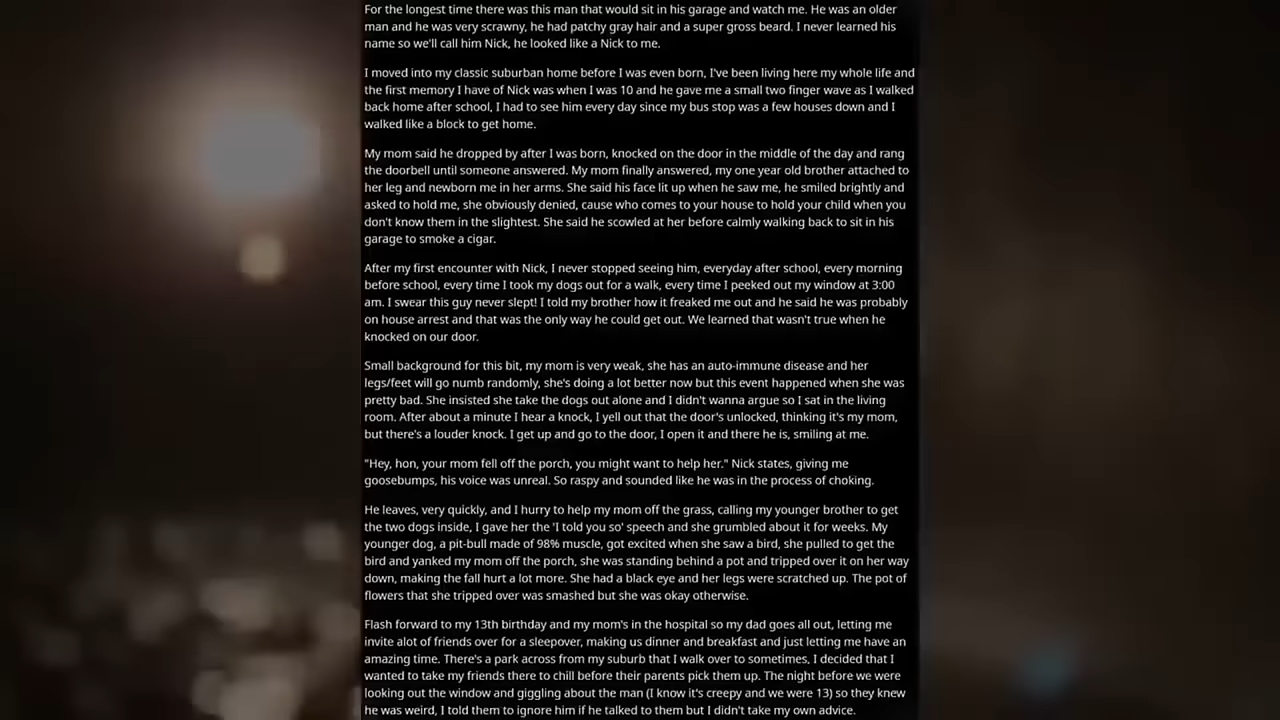 For the longest time there was this man that would sit in his garage and watch me. He was an older
man and he was very scrawny, he had patchy gray hair and a super gross beard. I never learned his
name so we'll call him Nick, he looked like a Nick to me.
I moved into my classic suburban home before I was even born, I've been living here my whole life and
the first memory I have of Nick was when I was 10 and he gave me a small two finger wave as I walked
back home after school, I had to see him every day since my bus stop was a few houses down and I
walked like a block to get home.
My mom said he dropped by after I was born, knocked on the door in the middle of the day and rang
the doorbell until someone answered. My mom finally answered, my one year old brother attached to
her leg and newborn me in her arms. She said his face lit up when he saw me, he smiled brightly and
asked to hold me, she obviously denied, cause who comes to your house to hold your child when you
don't know them in the slightest. She said he scowled at her before calmly walking back to sit in his
garage to smoke a cigar.
After my first encounter with Nick, I never stopped seeing him, everyday after school, every morning
before school, every time I took my dogs out for a walk, every time I peeked out my window at 3:00
am. I swear this guy never slept! I told my brother how it freaked me out and he said he was probably
on house arrest and that was the only way he could get out. We learned that wasn't true when he
knocked on our door.
Small background for this bit, my mom is very weak, she has an auto-immune disease and her
legs/feet will go numb randomly, she's doing a lot better now but this event happened when she was
pretty bad. She insisted she take the dogs out alone and I didn't wanna argue so I sat in the living
room. After about a minute I hear a knock, I yell out that the door's unlocked, thinking it's my mom,
but there's a louder knock. I get up and go to the door, I open it and there he is, smiling at me.
"Hey, hon, your mom fell off the porch, you might want to help her." Nick states, giving me
goosebumps, his voice was unreal. So raspy and sounded like he was in the process of choking.
He leaves, very quickly, and I hurry to help my mom off the grass, calling my younger brother to get
the two dogs inside, I gave her the 'I told you so' speech and she grumbled about it for weeks. My
younger dog, a pit-bull made of 98% muscle, got excited when she saw a bird, she pulled to get the
bird and yanked my mom off the porch, she was standing behind a pot and tripped over it on her way
down, making the fall hurt a lot more. She had a black eye and her legs were scratched up. The pot of
flowers that she tripped over was smashed but she was okay otherwise.
Flash forward to my 13th birthday and my mom's in the hospital so my dad goes all out, letting me
invite alot of friends over for a sleepover, making us dinner and breakfast and just letting me have an
amazing time. There's a park across from my suburb that I walk over to sometimes, I decided that I
wanted to take my friends there to chill before their parents pick them up. The night before we were
looking out the window and giggling about the man (I know it's creepy and we were 13) so they knew
he was weird, I told them to ignore him if he talked to them but I didn't take my own advice.